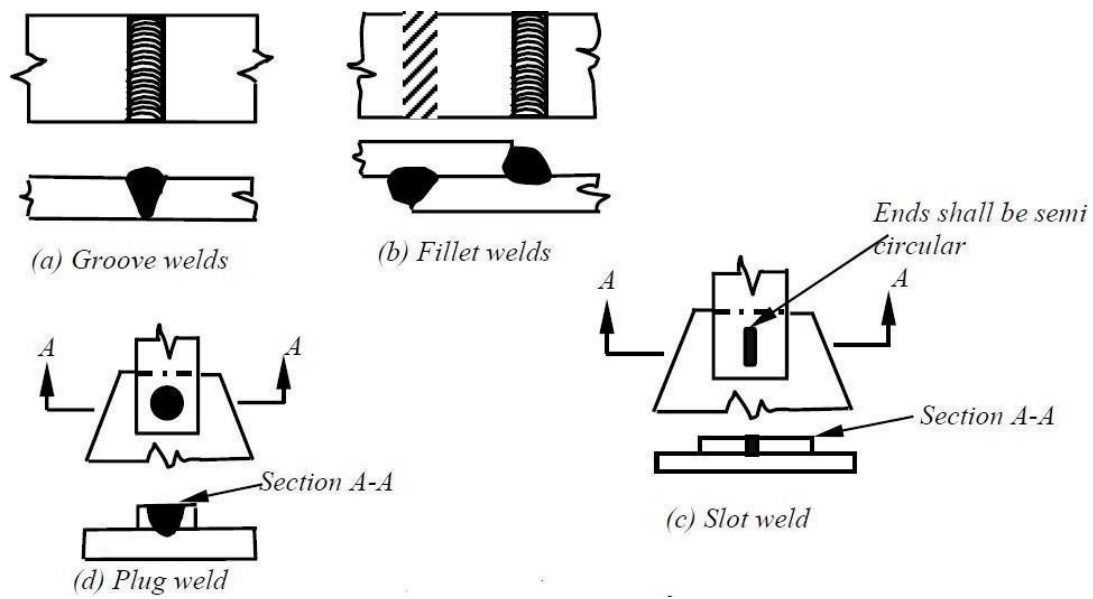 (a) Groove welds
(b) Fillet welds
Ends shall be semi
circular
A
A
Section A-A
(c) Slot weld
A
A
Section A-A
(d) Plug weld